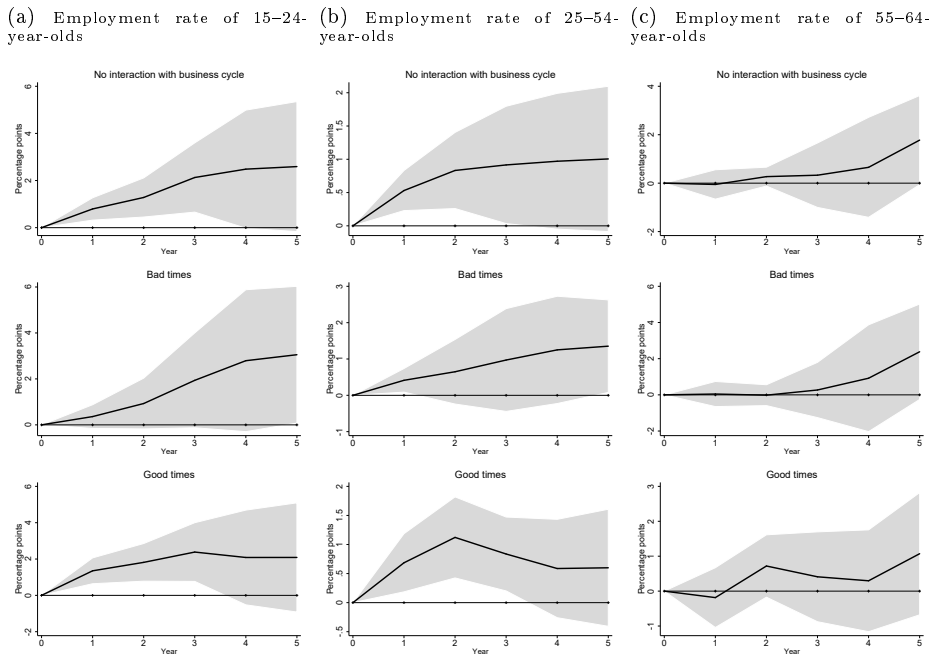 (a) Employment rate of 15–24-
year-olds
(b) Employment rate of 25–54-
year-olds
(c) Employment rate of 55–64-
year-olds
No interaction with business cycle
Percentage points
6
4
2
0
0 1 2 3 4 5
Year
No interaction with business cycle
Percentage points
2
1.5
1
.5
0
0 1 2 3 4 5
Year
No interaction with business cycle
Percentage points
4
2
0
-2
0 1 2 3 4 5
Year
Bad times
Percentage points
6
4
2
0
0 1 2 3 4 5
Year
Bad times
Percentage points
3
2
1
0
-1
0 1 2 3 4 5
Year
Bad times
Percentage points
6
4
2
0
-2
0 1 2 3 4 5
Year
Good times
Percentage points
6
4
2
0
-2
0 1 2 3 4 5
Year
Good times
Percentage points
2
1.5
1
.5
0
-.5
0 1 2 3 4 5
Year
Good times
Percentage points
3
2
1
0
-1
0 1 2 3 4 5
Year